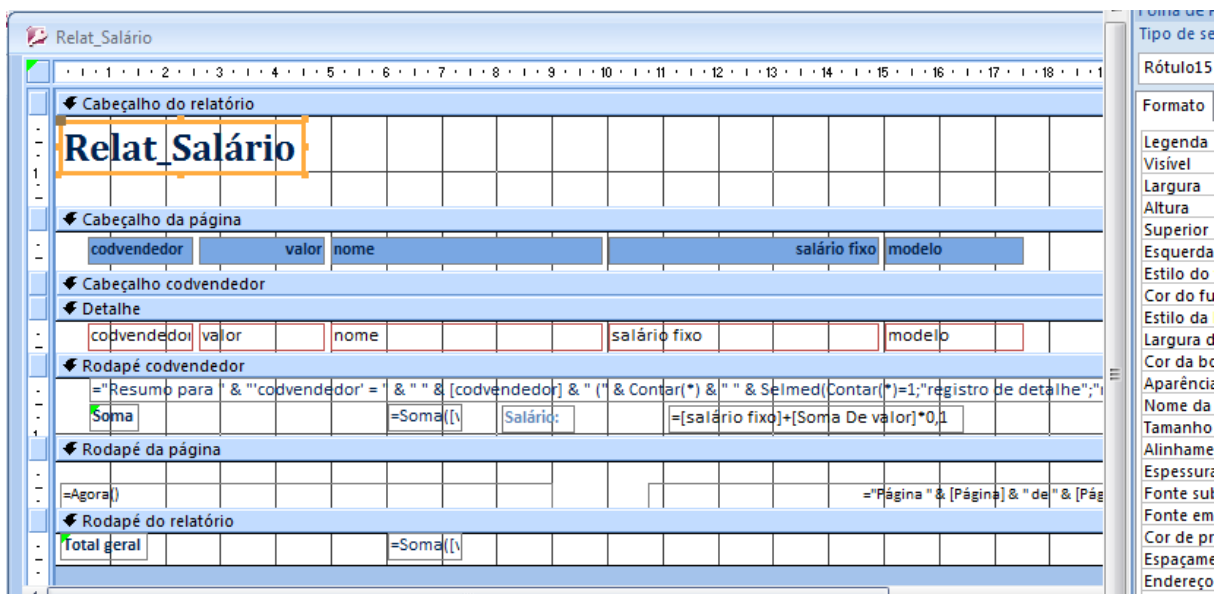 Relat_Salário
1 2 3 4 5 6 7 8 9 10 11 12 13 14 15 16 17 18
Cabeçalho do relatório
Relat_Salário
1
Cabeçalho da página
codvendedor valor nome salário fixo modelo
Cabeçalho codvendedor
Detalhe
codvendedor valor nome salário fixo modelo
Rodapé codvendedor
="Resumo para " & "'codvendedor' = " & " " & [codvendedor] & " (" & Contar(*) & " " & Selmed(Contar(*)=1;"registro de detalhe";"
Soma =Soma([v Salário: =[salário fixo]+[Soma De valor]*0,1
1
Rodapé da página
=Agora() ="Página " & [Página] & " de " & [Pág
Rodapé do relatório
Total geral =Soma([v
Tipo de se
Rótulo15
Formato
Legenda
Visível
Largura
Altura
Superior
Esquerda
Estilo do
Cor do fu
Estilo da
Largura d
Cor da bo
Aparência
Nome da
Tamanho
Alinhame
Espessura
Fonte sub
Fonte em
Cor de pr
Espaçame
Endereço